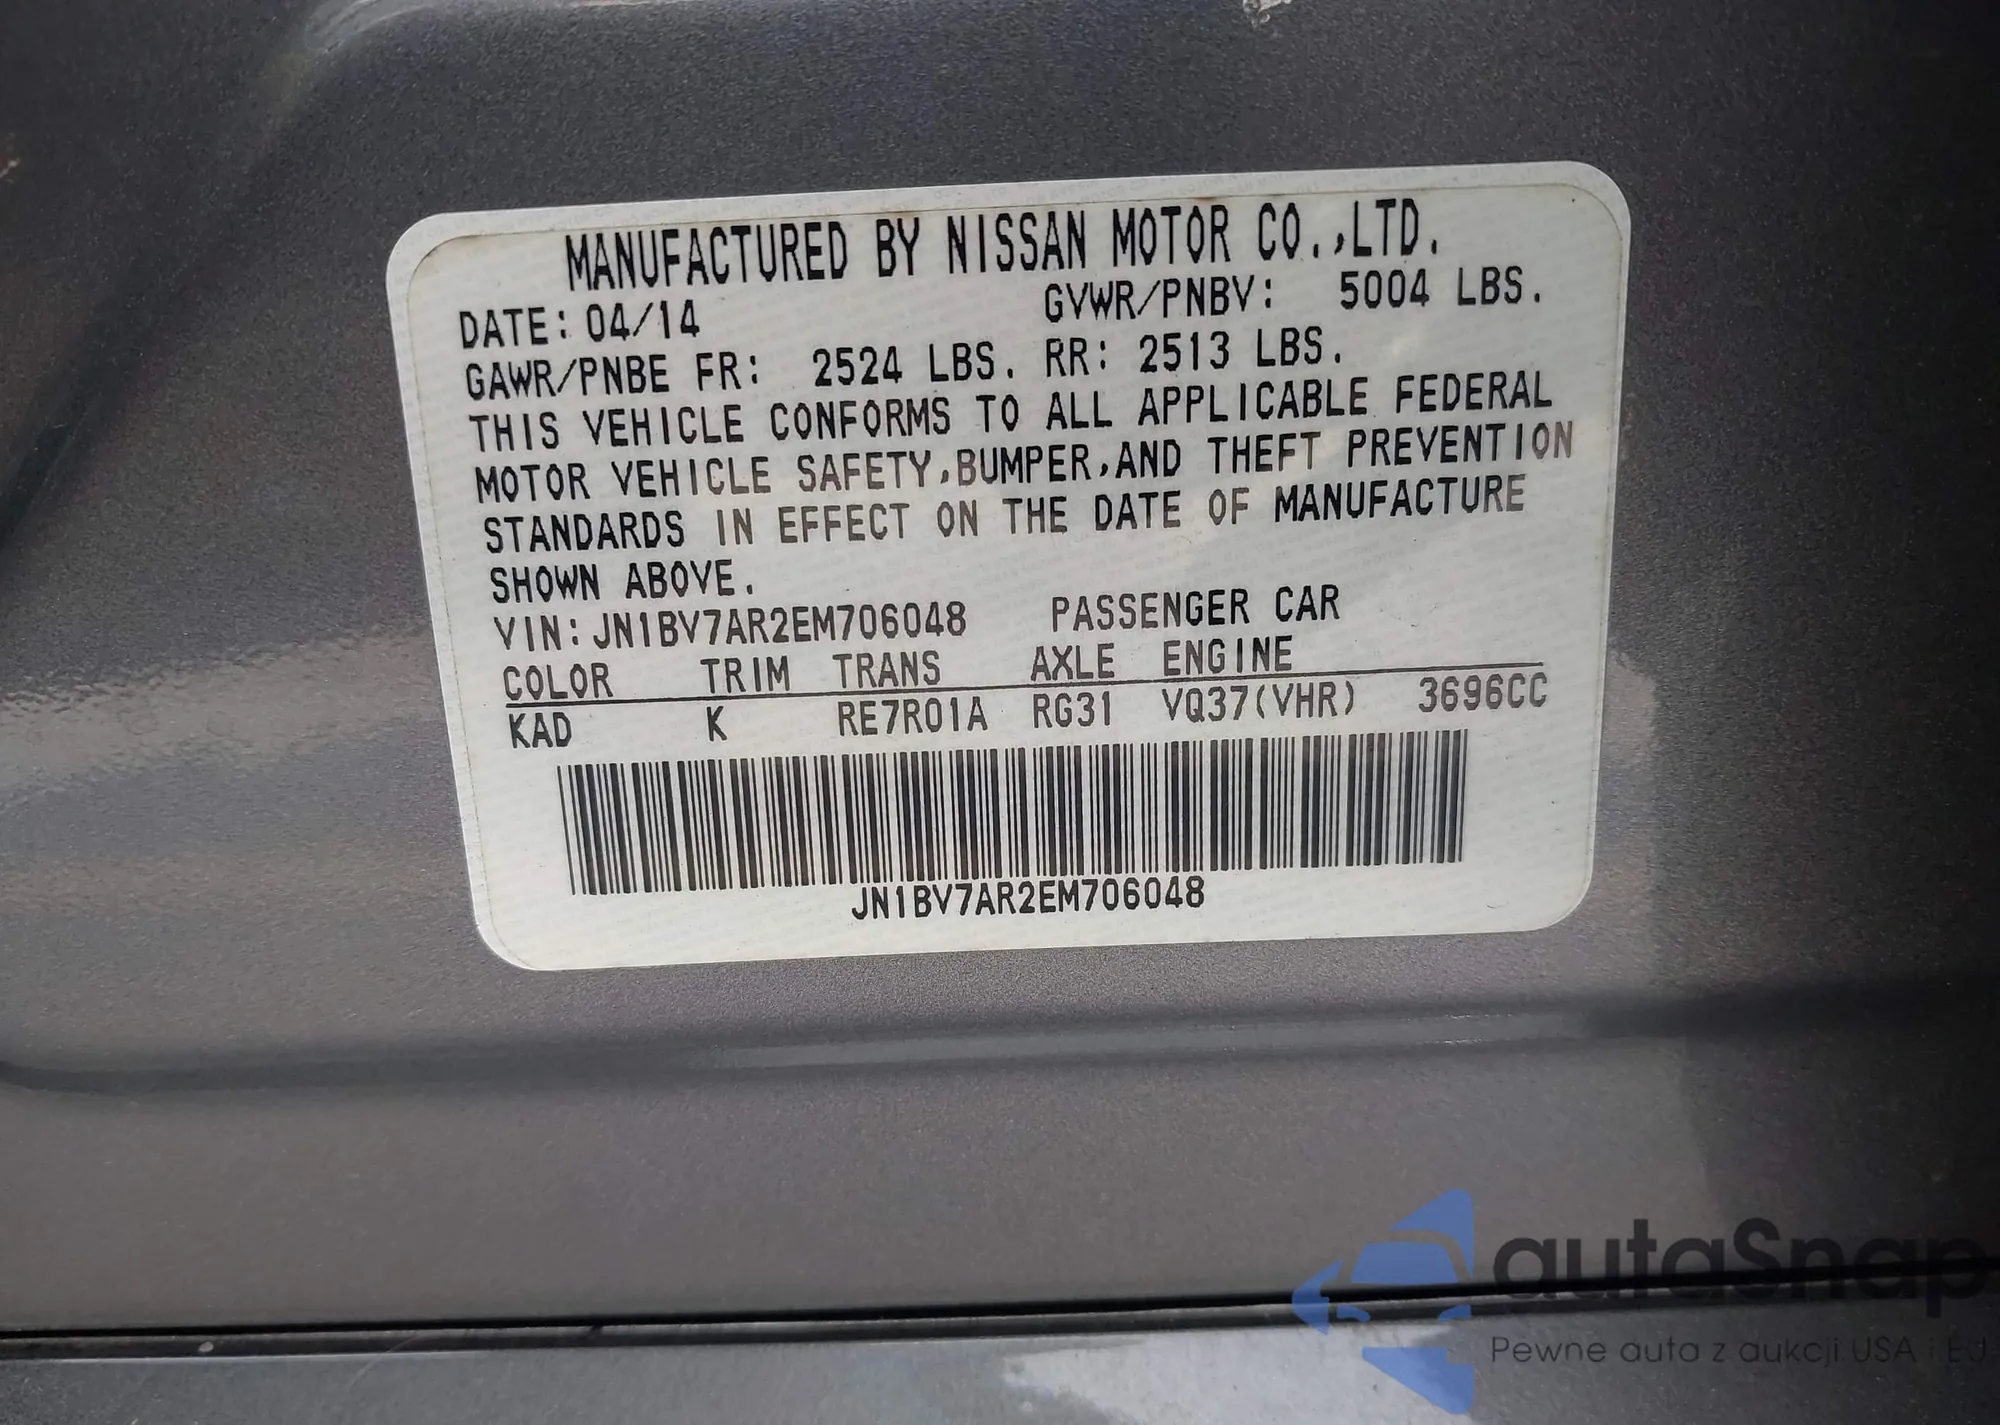 MANUFACTURED BY NISSAN MOTOR CO.,LTD.
DATE: 04/14 GVWR/PNBV: 5004 LBS.
GAWR/PNBE FR: 2524 LBS. RR: 2513 LBS.
THIS VEHICLE CONFORMS TO ALL APPLICABLE FEDERAL
MOTOR VEHICLE SAFETY,BUMPER,AND THEFT PREVENTION
STANDARDS IN EFFECT ON THE DATE OF MANUFACTURE
SHOWN ABOVE.
VIN: JN1BV7AR2EM706048 PASSENGER CAR
COLOR TRIM TRANS AXLE ENGINE
KAD K RE7R01A RG31 VQ37(VHR) 3696CC
JN1BV7AR2EM706048
autaSnap
Pewne auta z aukcji USA i EU